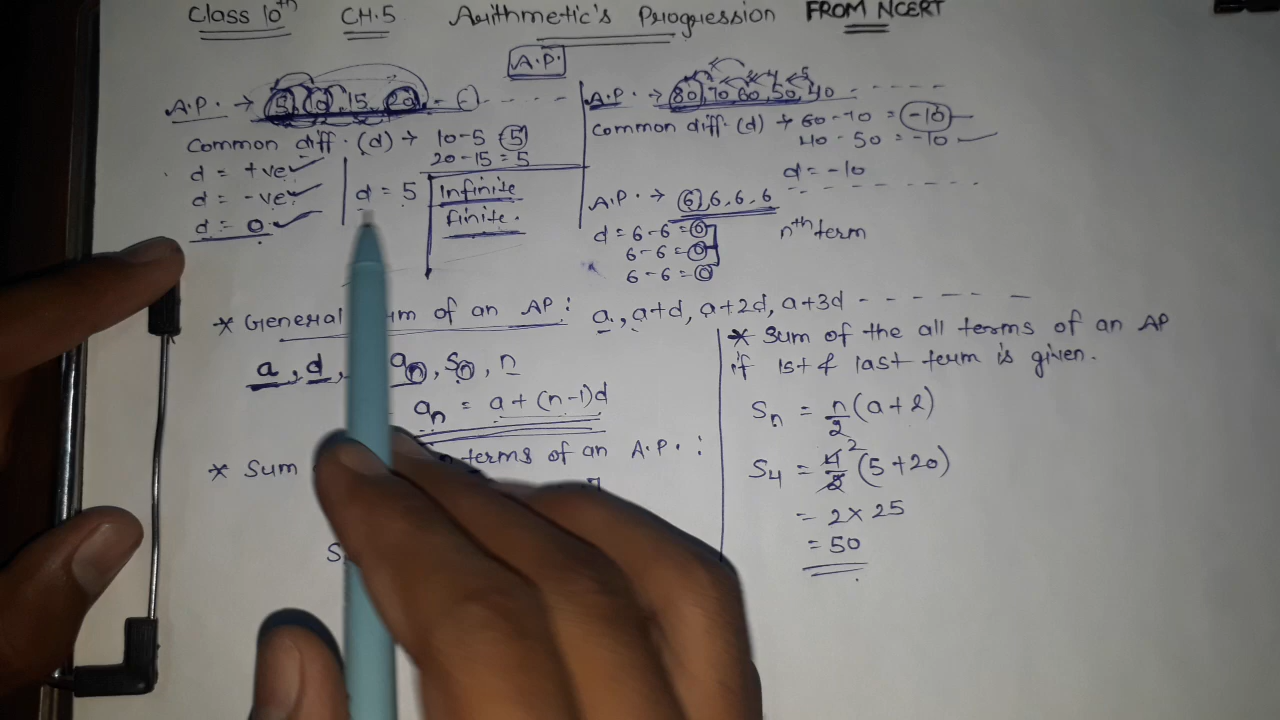 Class 10th CH.5 Arithmetic's Progression FROM NCERT
A.P.
A.P. → 5, 10, 15, 20, - - - - - -
Common diff. (d) → 10-5 = 5
20-15 = 5
d = +ve
d = -ve
d = 0
d = 5
Infinite
Finite.
A.P. → 80, 70, 60, 50, 40 - - - - - -
Common diff. (d) → 60-70 = -10
40-50 = -10
d = -10
A.P. → 6, 6, 6, 6 - - - - - -
d = 6-6 = 0
6-6 = 0
6-6 = 0
nth term
* General of an AP: a, a+d, a+2d, a+3d - - - - - -
a, d, an, Sn, n
an = a+(n-1)d
* Sum terms of an A.P. :
* Sum of the all terms of an AP
if 1st & last term is given.
Sn = n/2 (a+l)
S4 = 4/2 2 (5+20)
= 2 × 25
= 50